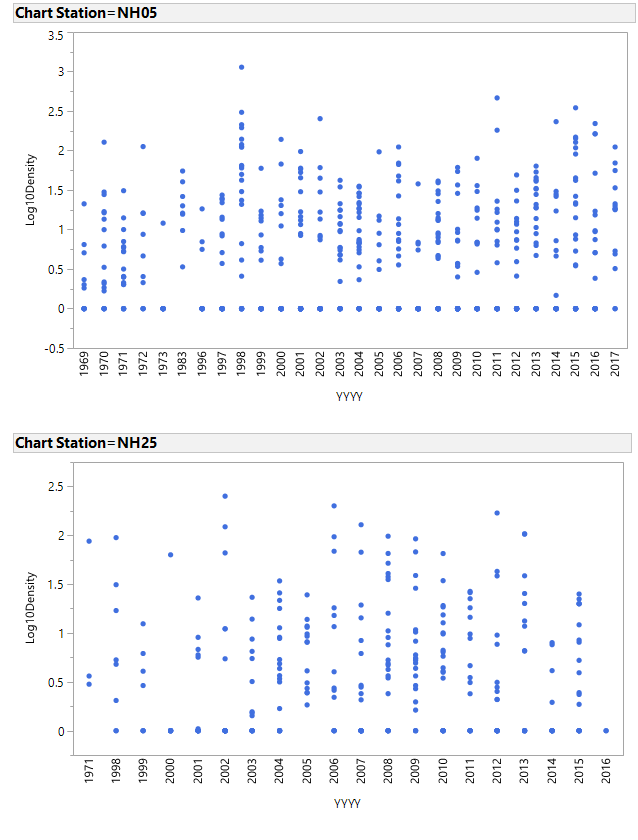 Chart Station=NH05
3.5
3
2.5
2
1.5
1
0.5
0
-0.5
Log10Density
1969 1970 1971 1972 1973 1983 1996 1997 1998 1999 2000 2001 2002 2003 2004 2005 2006 2007 2008 2009 2010 2011 2012 2013 2014 2015 2016 2017
YYYY
Chart Station=NH25
2.5
2
1.5
1
0.5
0
Log10Density
1971 1998 1999 2000 2001 2002 2003 2004 2005 2006 2007 2008 2009 2010 2011 2012 2013 2014 2015 2016
YYYY